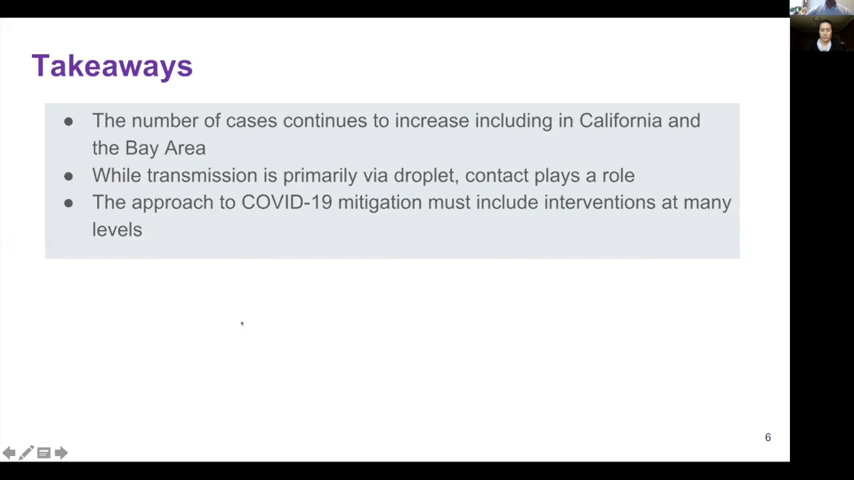 Takeaways
● The number of cases continues to increase including in California and
the Bay Area
● While transmission is primarily via droplet, contact plays a role
● The approach to COVID-19 mitigation must include interventions at many
levels
6